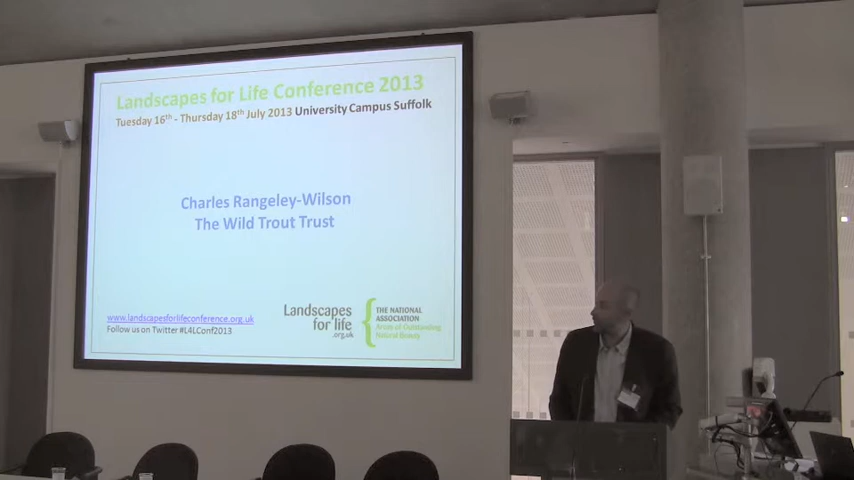 Landscapes for Life Conference 2013
Tuesday 16th - Thursday 18th July 2013 University Campus Suffolk
Charles Rangeley-Wilson
The Wild Trout Trust
www.landscapesforlifeconference.org.uk
Follow us on Twitter #L4LConf2013
Landscapes
for life
.org.uk
THE NATIONAL
ASSOCIATION
Areas of Outstanding
Natural Beauty